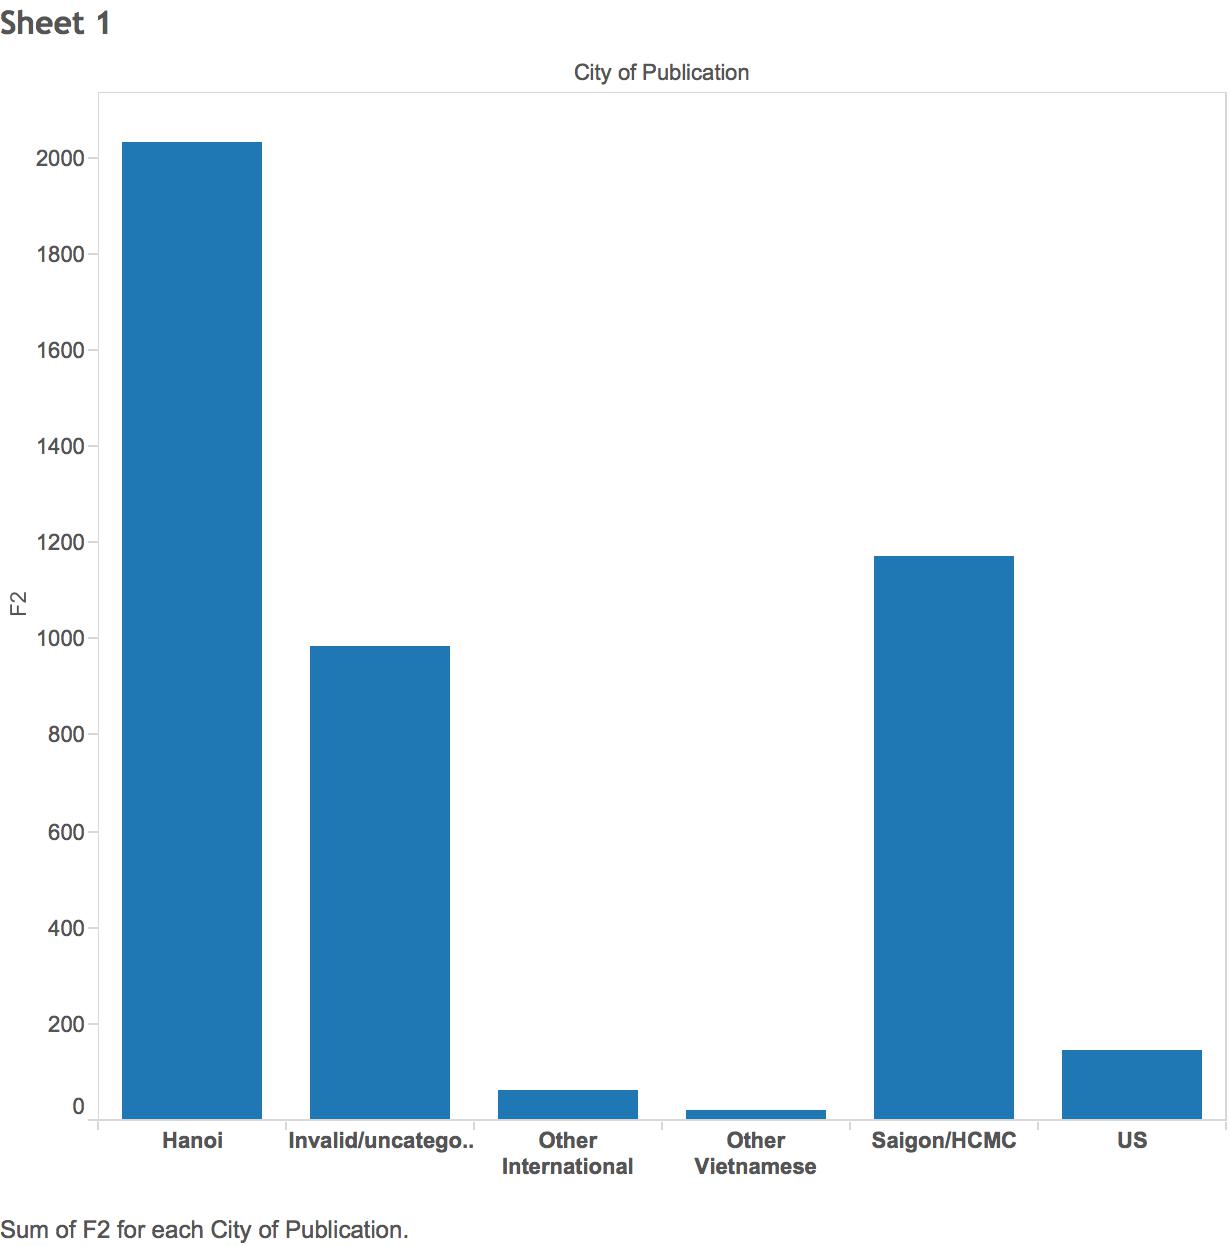 Sheet 1
City of Publication
2000
1800
1600
1400
1200
1000
800
600
400
200
0
F2
Hanoi
Invalid/uncatego..
Other
International
Other
Vietnamese
Saigon/HCMC
US
Sum of F2 for each City of Publication.